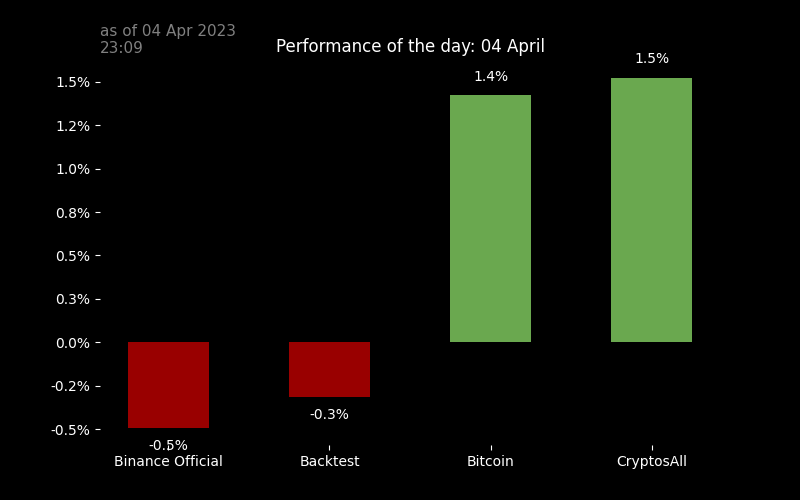 as of 04 Apr 2023
23:09
Performance of the day: 04 April
1.5%
1.4%
1.5%
1.2%
1.0%
0.8%
0.5%
0.3%
0.0%
-0.2%
-0.3%
-0.5%
-0.5%
Binance Official
Backtest
Bitcoin
CryptosAll